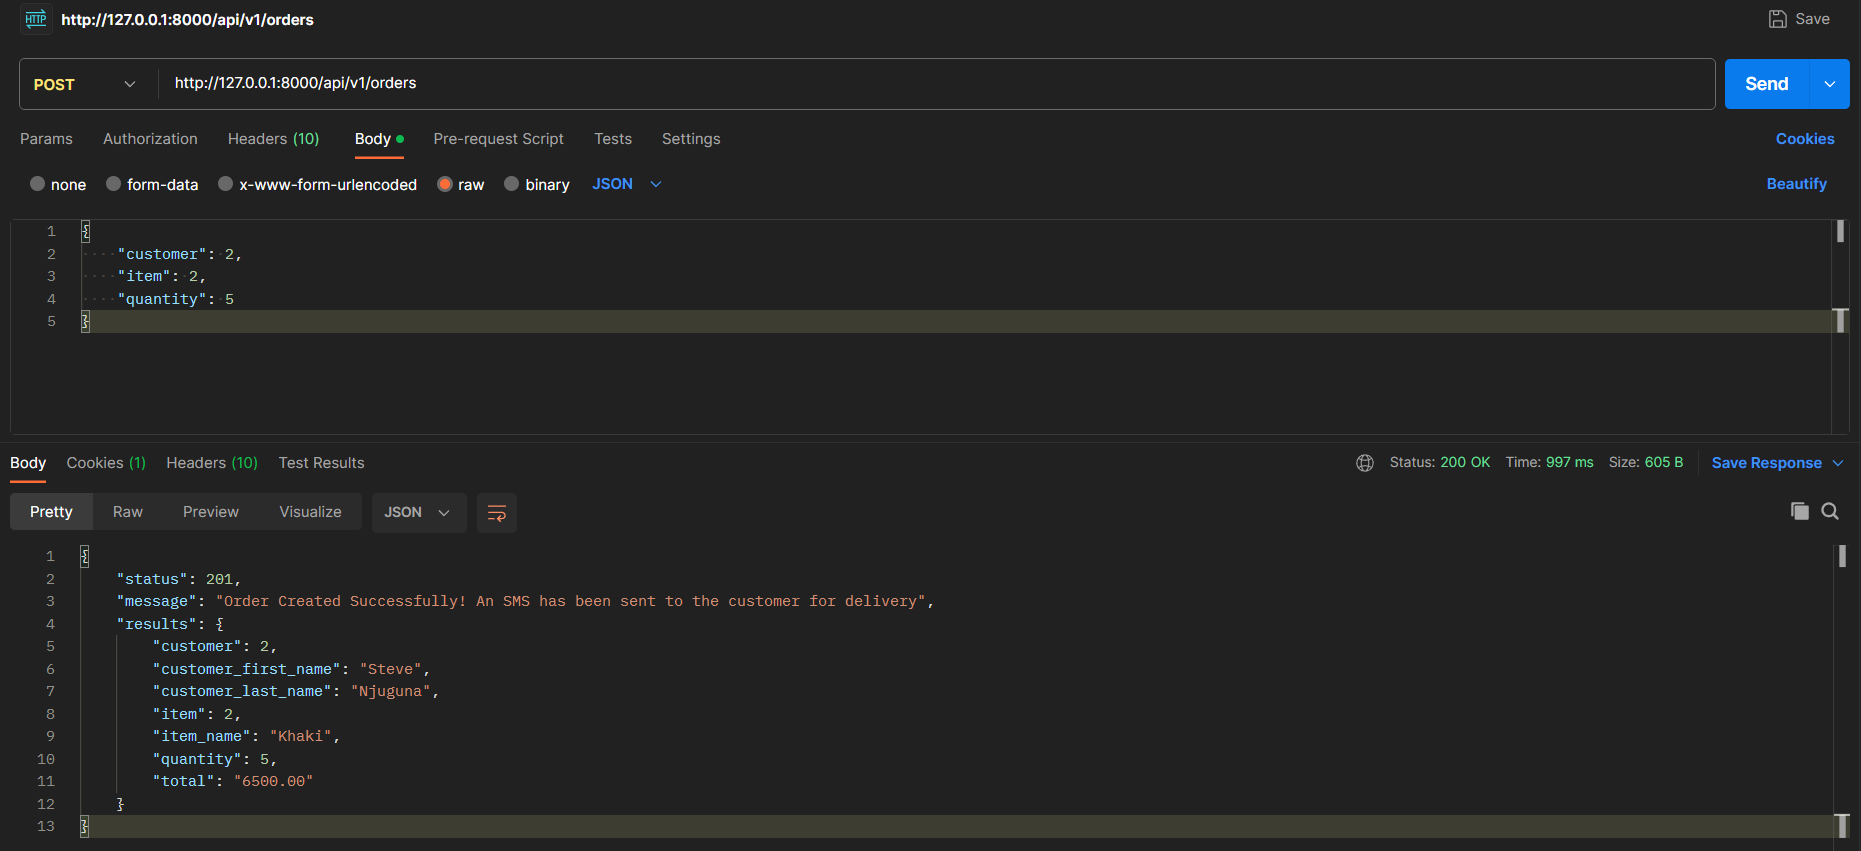 HTTP http://127.0.0.1:8000/api/v1/orders Save
POST http://127.0.0.1:8000/api/v1/orders Send
Params Authorization Headers (10) Body Pre-request Script Tests Settings Cookies
none form-data x-www-form-urlencoded raw binary JSON Beautify
1 {
2 ····"customer":·2,
3 ····"item":·2,
4 ····"quantity":·5
5 }
Body Cookies (1) Headers (10) Test Results Status: 200 OK Time: 997 ms Size: 605 B Save Response
Pretty Raw Preview Visualize JSON
1 {
2 "status": 201,
3 "message": "Order Created Successfully! An SMS has been sent to the customer for delivery",
4 "results": {
5 "customer": 2,
6 "customer_first_name": "Steve",
7 "customer_last_name": "Njuguna",
8 "item": 2,
9 "item_name": "Khaki",
10 "quantity": 5,
11 "total": "6500.00"
12 }
13 }